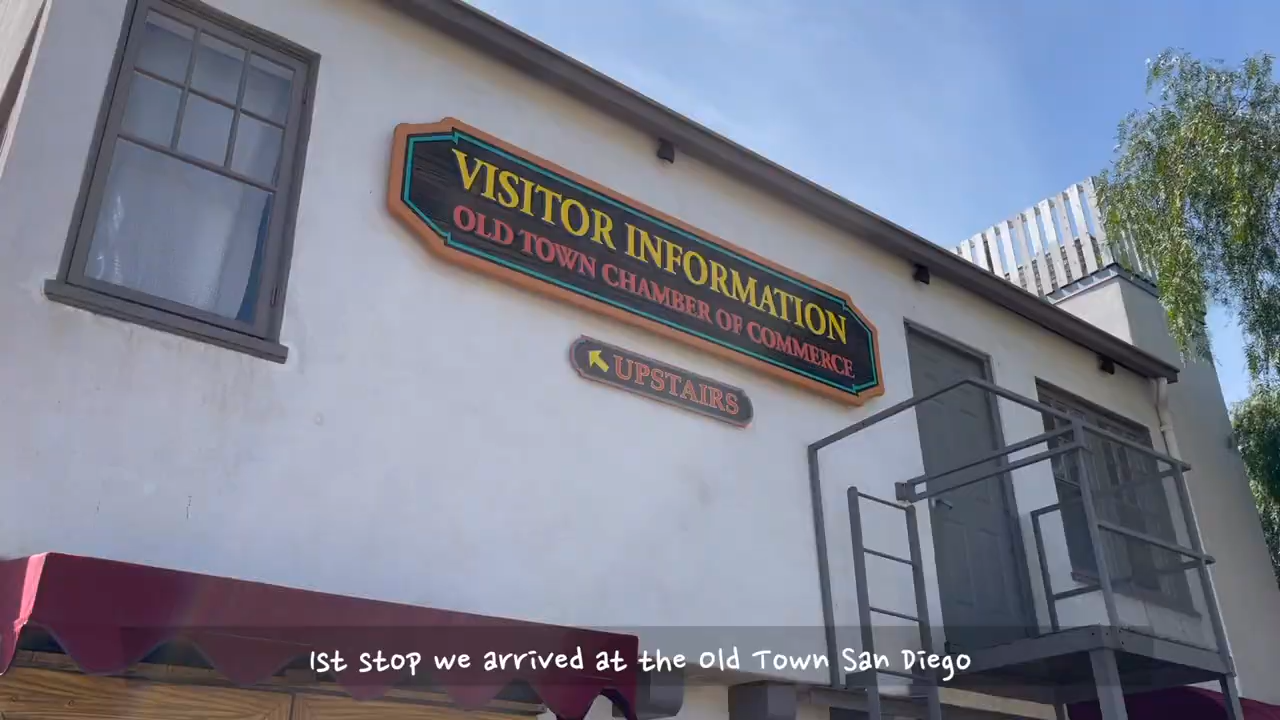 VISITOR INFORMATION
OLD TOWN CHAMBER OF COMMERCE
UPSTAIRS
1st stop we arrived at the Old Town San Diego